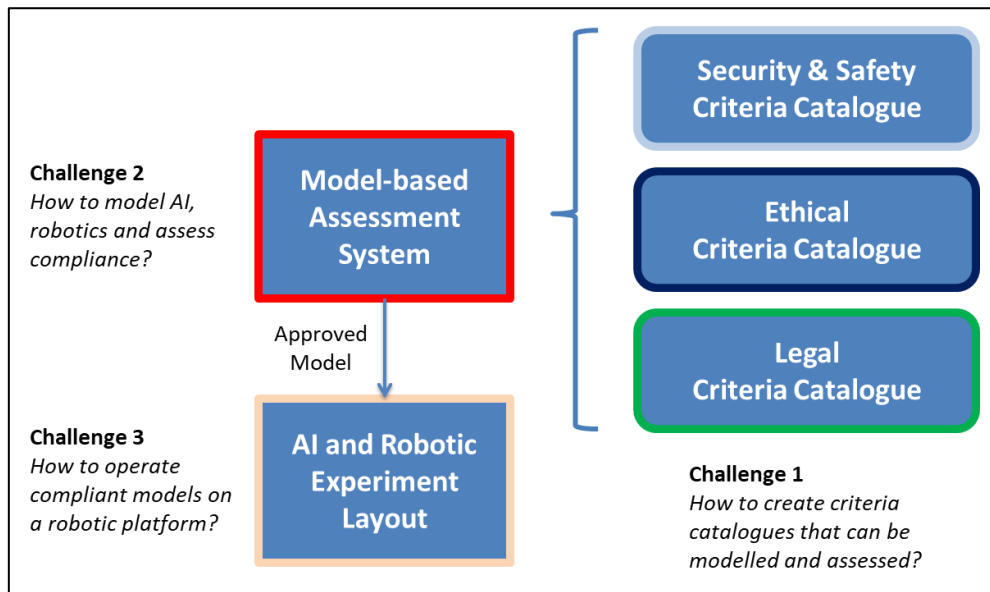 Security & Safety
Criteria Catalogue
Ethical
Criteria Catalogue
Legal
Criteria Catalogue
Challenge 1
How to create criteria
catalogues that can be
modelled and assessed?
Challenge 2
How to model AI,
robotics and assess
compliance?
Model-based
Assessment
System
Approved
Model
Challenge 3
How to operate
compliant models on
a robotic platform?
AI and Robotic
Experiment
Layout